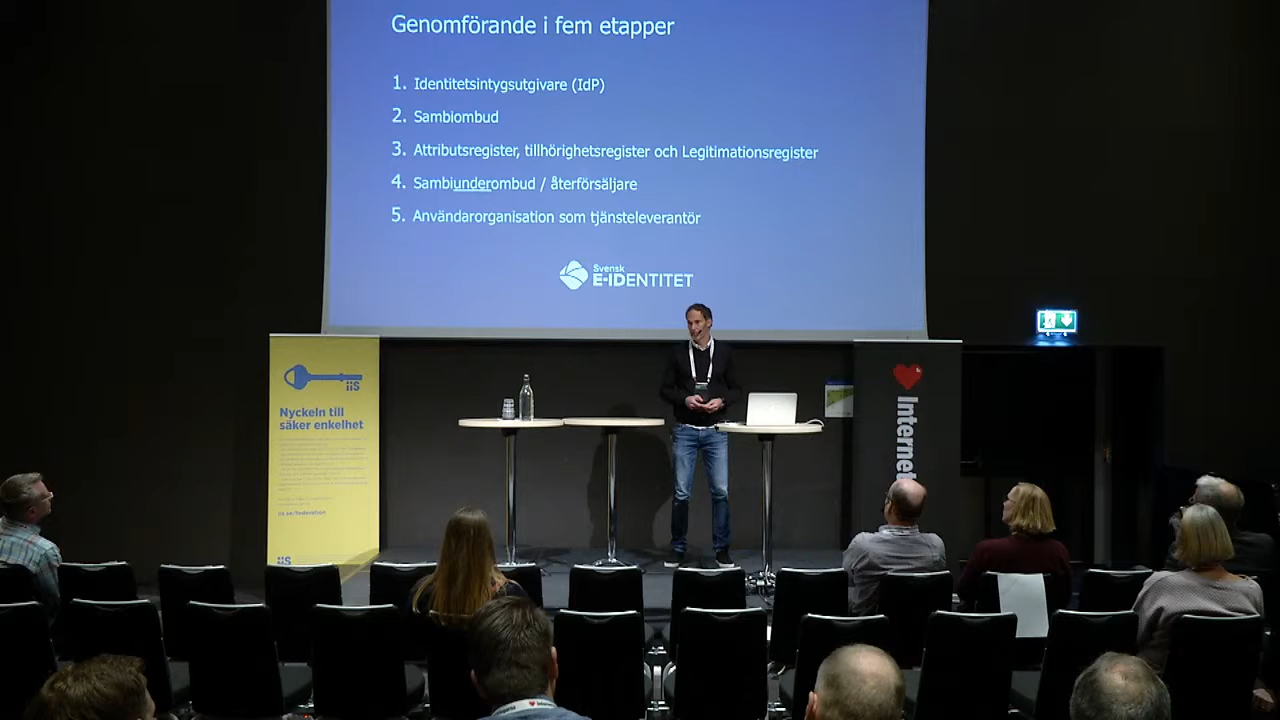 Genomförande i fem etapper
1. Identitetsintygsutgivare (IdP)
2. Sambiombud
3. Attributsregister, tillhörighetsregister och Legitimationsregister
4. Sambiunderombud / återförsäljare
5. Användarorganisation som tjänsteleverantör
Svensk
E-IDENTITET
iis
Nyckeln till
säker enkelhet
iis.se/federation
iis
Internet